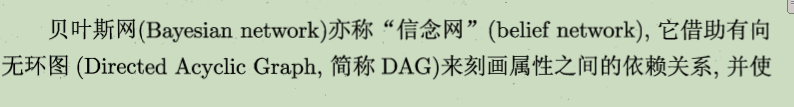 贝叶斯网(Bayesian network)亦称“信念网”(belief network), 它借助有向
无环图 (Directed Acyclic Graph, 简称 DAG)来刻画属性之间的依赖关系, 并使